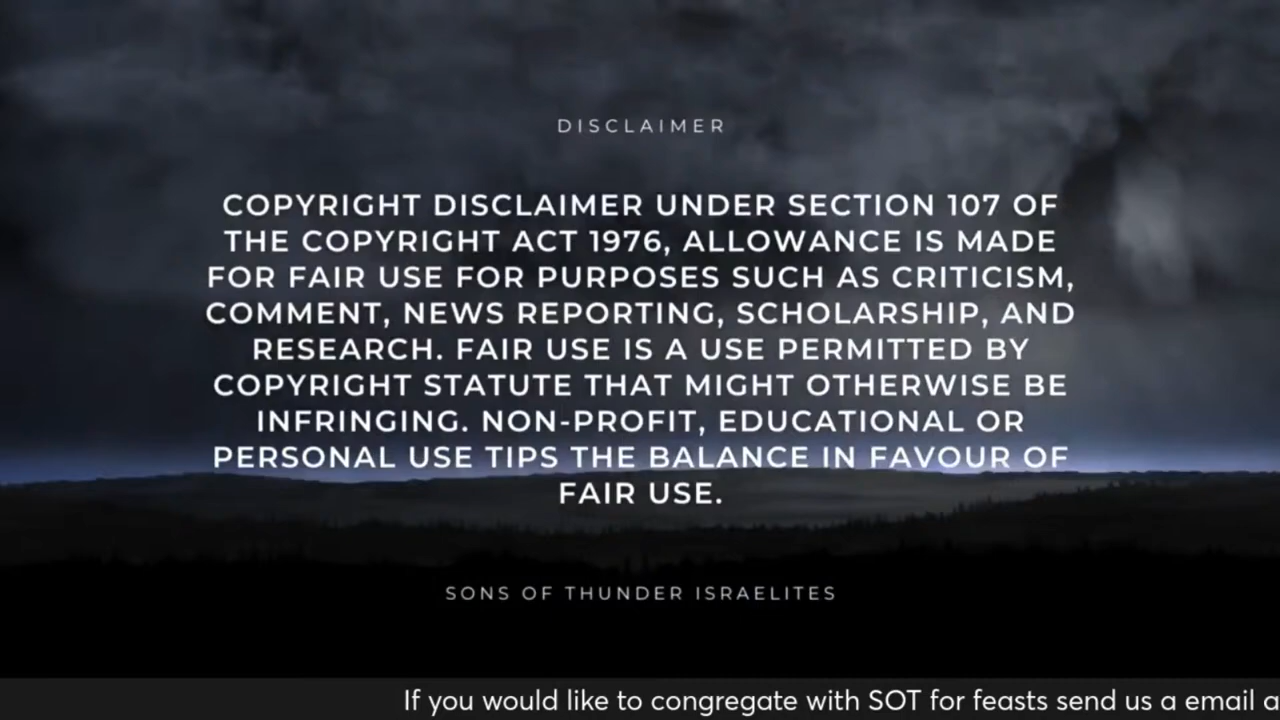 DISCLAIMER
COPYRIGHT DISCLAIMER UNDER SECTION 107 OF
THE COPYRIGHT ACT 1976, ALLOWANCE IS MADE
FOR FAIR USE FOR PURPOSES SUCH AS CRITICISM,
COMMENT, NEWS REPORTING, SCHOLARSHIP, AND
RESEARCH. FAIR USE IS A USE PERMITTED BY
COPYRIGHT STATUTE THAT MIGHT OTHERWISE BE
INFRINGING. NON-PROFIT, EDUCATIONAL OR
PERSONAL USE TIPS THE BALANCE IN FAVOUR OF
FAIR USE.
SONS OF THUNDER ISRAELITES
If you would like to congregate with SOT for feasts send us a email